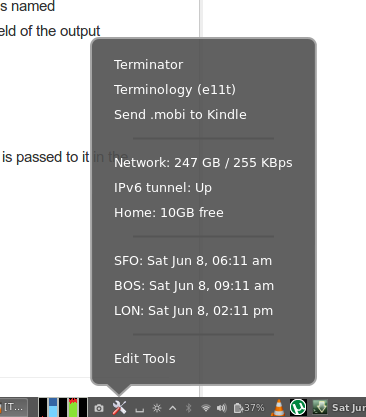 s named
eld of the output
Terminator
Terminology (e11t)
Send .mobi to Kindle
is passed to it in the
Network: 247 GB / 255 KBps
IPv6 tunnel: Up
Home: 10GB free
SFO: Sat Jun 8, 06:11 am
BOS: Sat Jun 8, 09:11 am
LON: Sat Jun 8, 02:11 pm
Edit Tools
[T...
37%
Sat Jun